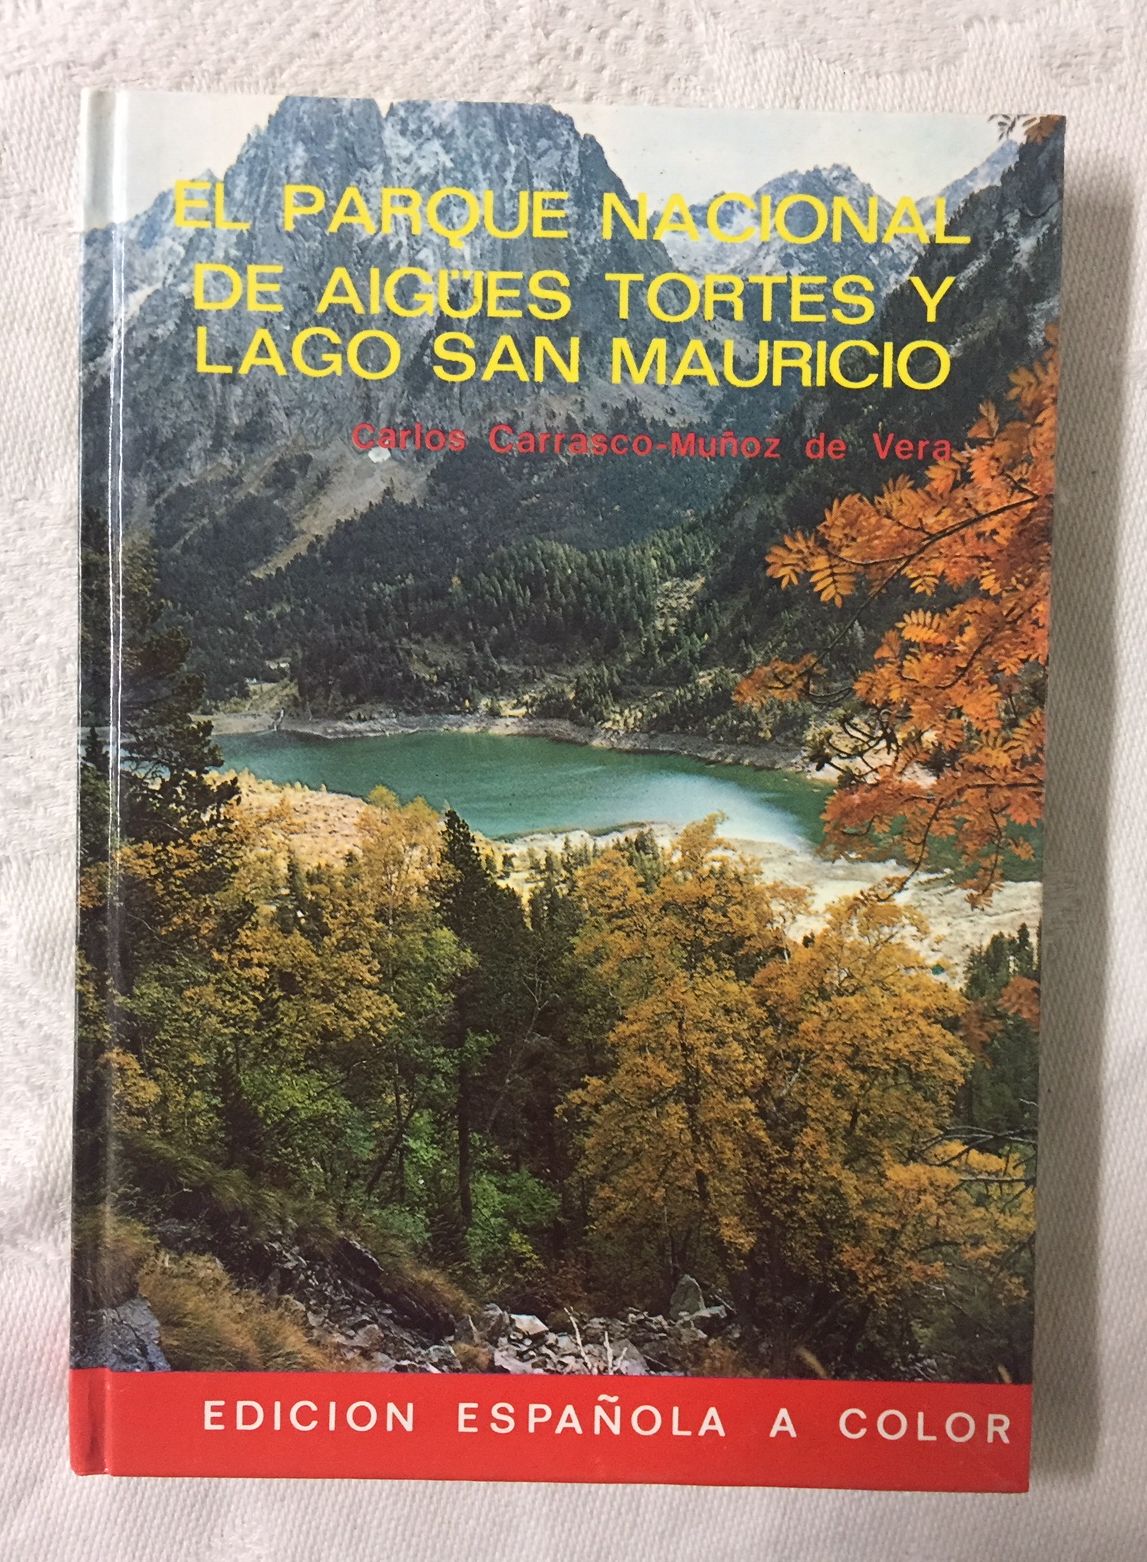 EL PARQUE NACIONAL
DE AIGÜES TORTES Y
LAGO SAN MAURICIO
Carlos Carrasco-Muñoz de Vera
EDICION ESPAÑOLA A COLOR